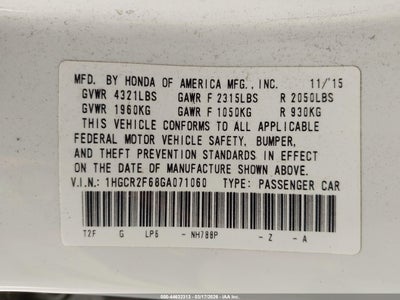 MFD. BY HONDA OF AMERICA MFG., INC. 11/'15
GVWR 4321LBS GAWR F 2315LBS R 2050LBS
GVWR 1960KG GAWR F 1050KG R 930KG
THIS VEHICLE CONFORMS TO ALL APPLICABLE
FEDERAL MOTOR VEHICLE SAFETY, BUMPER,
AND THEFT PREVENTION STANDARDS IN EFFECT
ON THE DATE OF MANUFACTURE SHOWN ABOVE.
V.I.N.: 1HGCR2F68GA071060 TYPE: PASSENGER CAR
T2F G LP6 - NH788P - Z - A